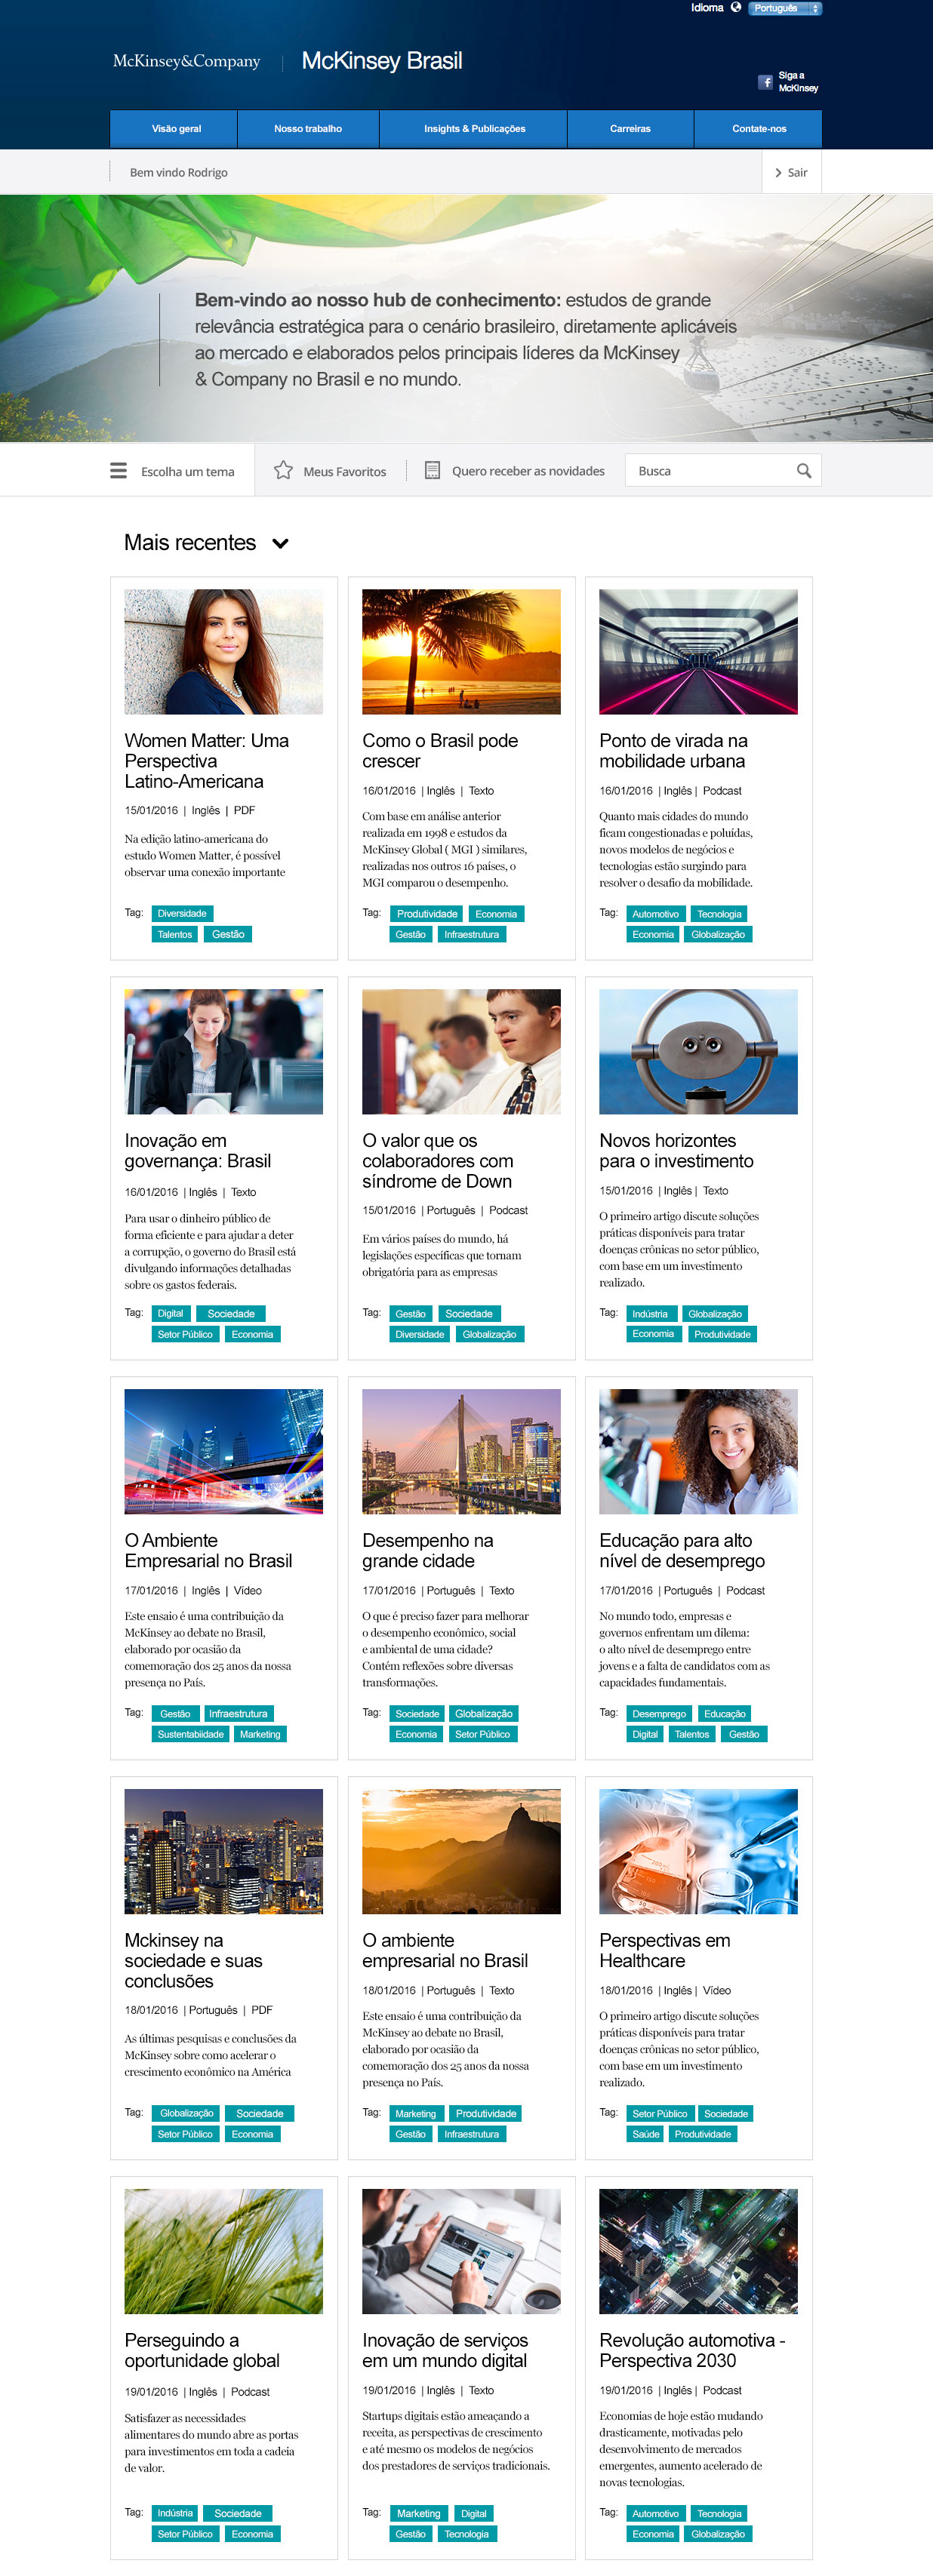 Idioma Português
McKinsey&Company McKinsey Brasil
Siga a
McKinsey
Visão geral Nosso trabalho Insights & Publicações Carreiras Contate-nos
Bem vindo Rodrigo Sair
Bem-vindo ao nosso hub de conhecimento: estudos de grande
relevância estratégica para o cenário brasileiro, diretamente aplicáveis
ao mercado e elaborados pelos principais líderes da McKinsey
& Company no Brasil e no mundo.
Escolha um tema Meus Favoritos Quero receber as novidades Busca
Mais recentes
Women Matter: Uma
Perspectiva
Latino-Americana
15/01/2016 | Inglês | PDF
Na edição latino-americana do
estudo Women Matter, é possível
observar uma conexão importante
Tag: Diversidade
Talentos Gestão
Como o Brasil pode
crescer
16/01/2016 | Inglês | Texto
Com base em análise anterior
realizada em 1998 e estudos da
McKinsey Global ( MGI ) similares,
realizadas nos outros 16 países, o
MGI comparou o desempenho.
Tag: Produtividade Economia
Gestão Infraestrutura
Ponto de virada na
mobilidade urbana
16/01/2016 | Inglês | Podcast
Quanto mais cidades do mundo
ficam congestionadas e poluídas,
novos modelos de negócios e
tecnologias estão surgindo para
resolver o desafio da mobilidade.
Tag: Automotivo Tecnologia
Economia Globalização
Inovação em
governança: Brasil
16/01/2016 | Inglês | Texto
Para usar o dinheiro público de
forma eficiente e para ajudar a deter
a corrupção, o governo do Brasil está
divulgando informações detalhadas
sobre os gastos federais.
Tag: Digital Sociedade
Setor Público Economia
O valor que os
colaboradores com
síndrome de Down
15/01/2016 | Português | Podcast
Em vários países do mundo, há
legislações específicas que tornam
obrigatória para as empresas
Tag: Gestão Sociedade
Diversidade Globalização
Novos horizontes
para o investimento
15/01/2016 | Inglês | Texto
O primeiro artigo discute soluções
práticas disponíveis para tratar
doenças crônicas no setor público,
com base em um investimento
realizado.
Tag: Indústria Globalização
Economia Produtividade
O Ambiente
Empresarial no Brasil
17/01/2016 | Inglês | Vídeo
Este ensaio é uma contribuição da
McKinsey ao debate no Brasil,
elaborado por ocasião da
comemoração dos 25 anos da nossa
presença no País.
Tag: Gestão Infraestrutura
Sustentabiidade Marketing
Desempenho na
grande cidade
17/01/2016 | Português | Texto
O que é preciso fazer para melhorar
o desempenho econômico, social
e ambiental de uma cidade?
Contém reflexões sobre diversas
transformações.
Tag: Sociedade Globalização
Economia Setor Público
Educação para alto
nível de desemprego
17/01/2016 | Português | Podcast
No mundo todo, empresas e
governos enfrentam um dilema:
o alto nível de desemprego entre
jovens e a falta de candidatos com as
capacidades fundamentais.
Tag: Desemprego Educação
Digital Talentos Gestão
Mckinsey na
sociedade e suas
conclusões
18/01/2016 | Português | PDF
As últimas pesquisas e conclusões da
McKinsey sobre como acelerar o
crescimento econômico na América
Tag: Globalização Sociedade
Setor Público Economia
O ambiente
empresarial no Brasil
18/01/2016 | Português | Texto
Este ensaio é uma contribuição da
McKinsey ao debate no Brasil,
elaborado por ocasião da
comemoração dos 25 anos da nossa
presença no País.
Tag: Marketing Produtividade
Gestão Infraestrutura
Perspectivas em
Healthcare
18/01/2016 | Inglês | Vídeo
O primeiro artigo discute soluções
práticas disponíveis para tratar
doenças crônicas no setor público,
com base em um investimento
realizado.
Tag: Setor Público Sociedade
Saúde Produtividade
Perseguindo a
oportunidade global
19/01/2016 | Inglês | Podcast
Satisfazer as necessidades
alimentares do mundo abre as portas
para investimentos em toda a cadeia
de valor.
Tag: Indústria Sociedade
Setor Público Economia
Inovação de serviços
em um mundo digital
19/01/2016 | Inglês | Texto
Startups digitais estão ameaçando a
receita, as perspectivas de crescimento
e até mesmo os modelos de negócios
dos prestadores de serviços tradicionais.
Tag: Marketing Digital
Gestão Tecnologia
Revolução automotiva -
Perspectiva 2030
19/01/2016 | Inglês | Podcast
Economias de hoje estão mudando
drasticamente, motivadas pelo
desenvolvimento de mercados
emergentes, aumento acelerado de
novas tecnologias.
Tag: Automotivo Tecnologia
Economia Globalização